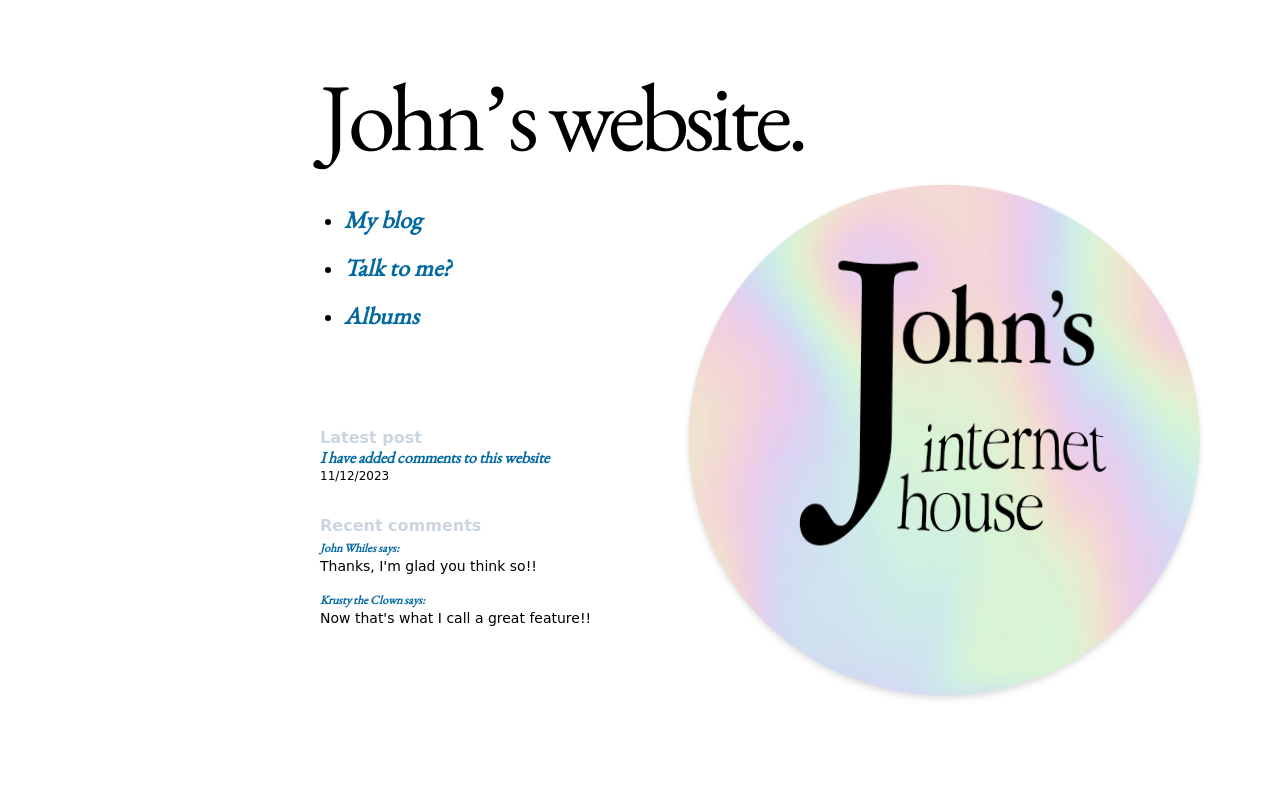 John’s website.
My blog
Talk to me?
Albums
Latest post
I have added comments to this website
11/12/2023
Recent comments
John Whiles says:
Thanks, I'm glad you think so!!
Krusty the Clown says:
Now that's what I call a great feature!!
John’s
internet
house